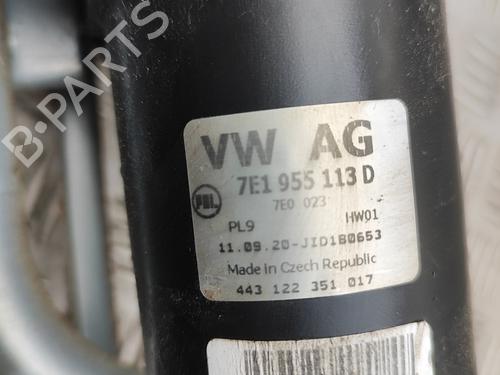 B-PARTS
VW AG
PAL
7E1 955 113 D
7E0 023
PL9 HW01
11.09.20-JID1B0653
Made in Czech Republic
443 122 351 017